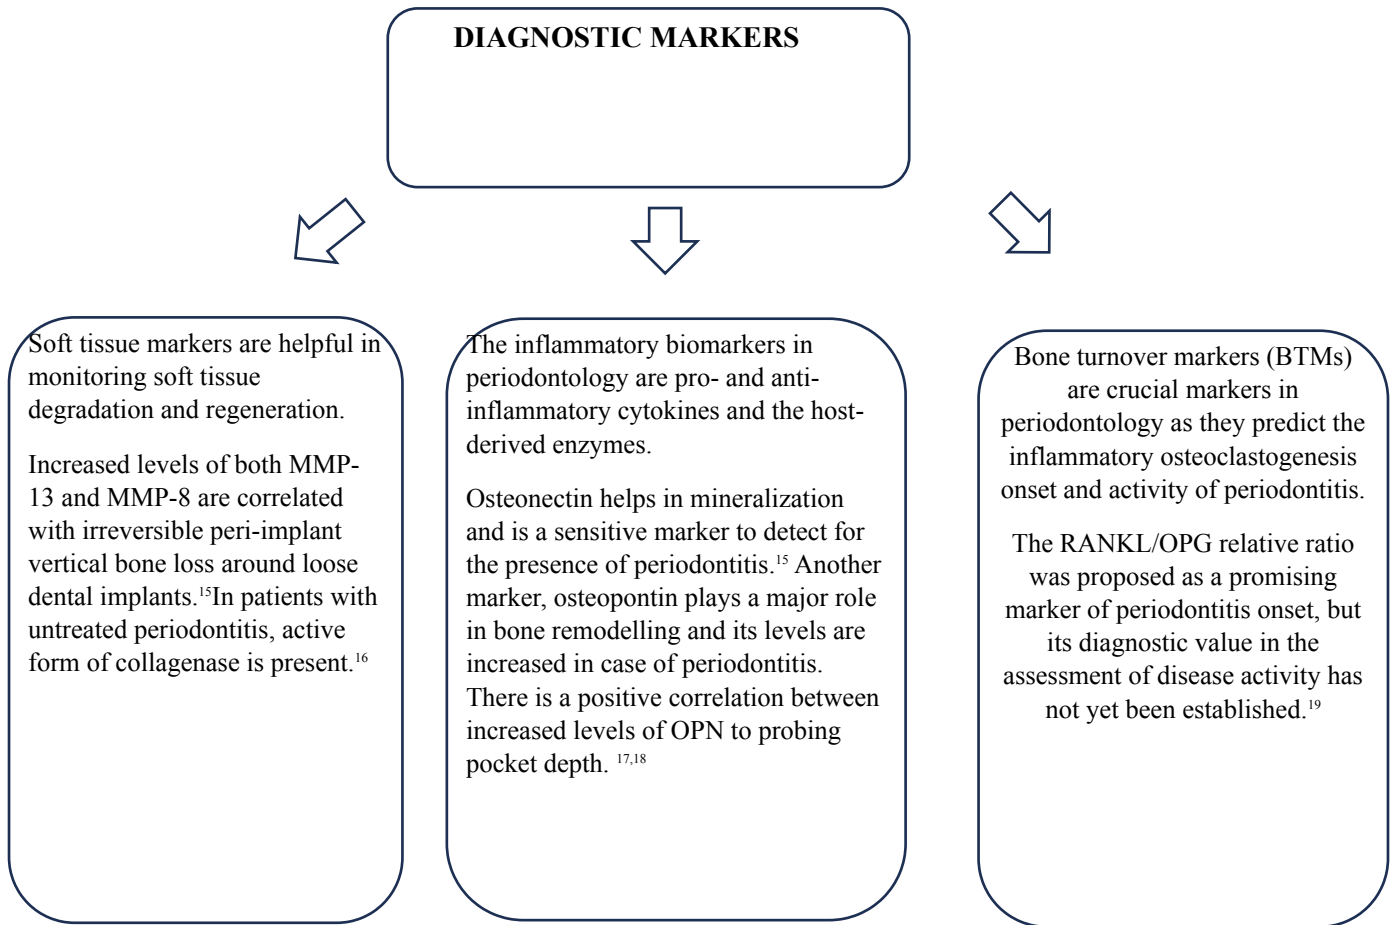 DIAGNOSTIC MARKERS
Soft tissue markers are helpful in
monitoring soft tissue
degradation and regeneration.
Increased levels of both MMP-
13 and MMP-8 are correlated
with irreversible peri-implant
vertical bone loss around loose
dental implants.¹⁵In patients with
untreated periodontitis, active
form of collagenase is present.¹⁶
The inflammatory biomarkers in
periodontology are pro- and anti-
inflammatory cytokines and the host-
derived enzymes.
Osteonectin helps in mineralization
and is a sensitive marker to detect for
the presence of periodontitis.¹⁵ Another
marker, osteopontin plays a major role
in bone remodelling and its levels are
increased in case of periodontitis.
There is a positive correlation between
increased levels of OPN to probing
pocket depth. ¹⁷,¹⁸
Bone turnover markers (BTMs)
are crucial markers in
periodontology as they predict the
inflammatory osteoclastogenesis
onset and activity of periodontitis.
The RANKL/OPG relative ratio
was proposed as a promising
marker of periodontitis onset, but
its diagnostic value in the
assessment of disease activity has
not yet been established.¹⁹